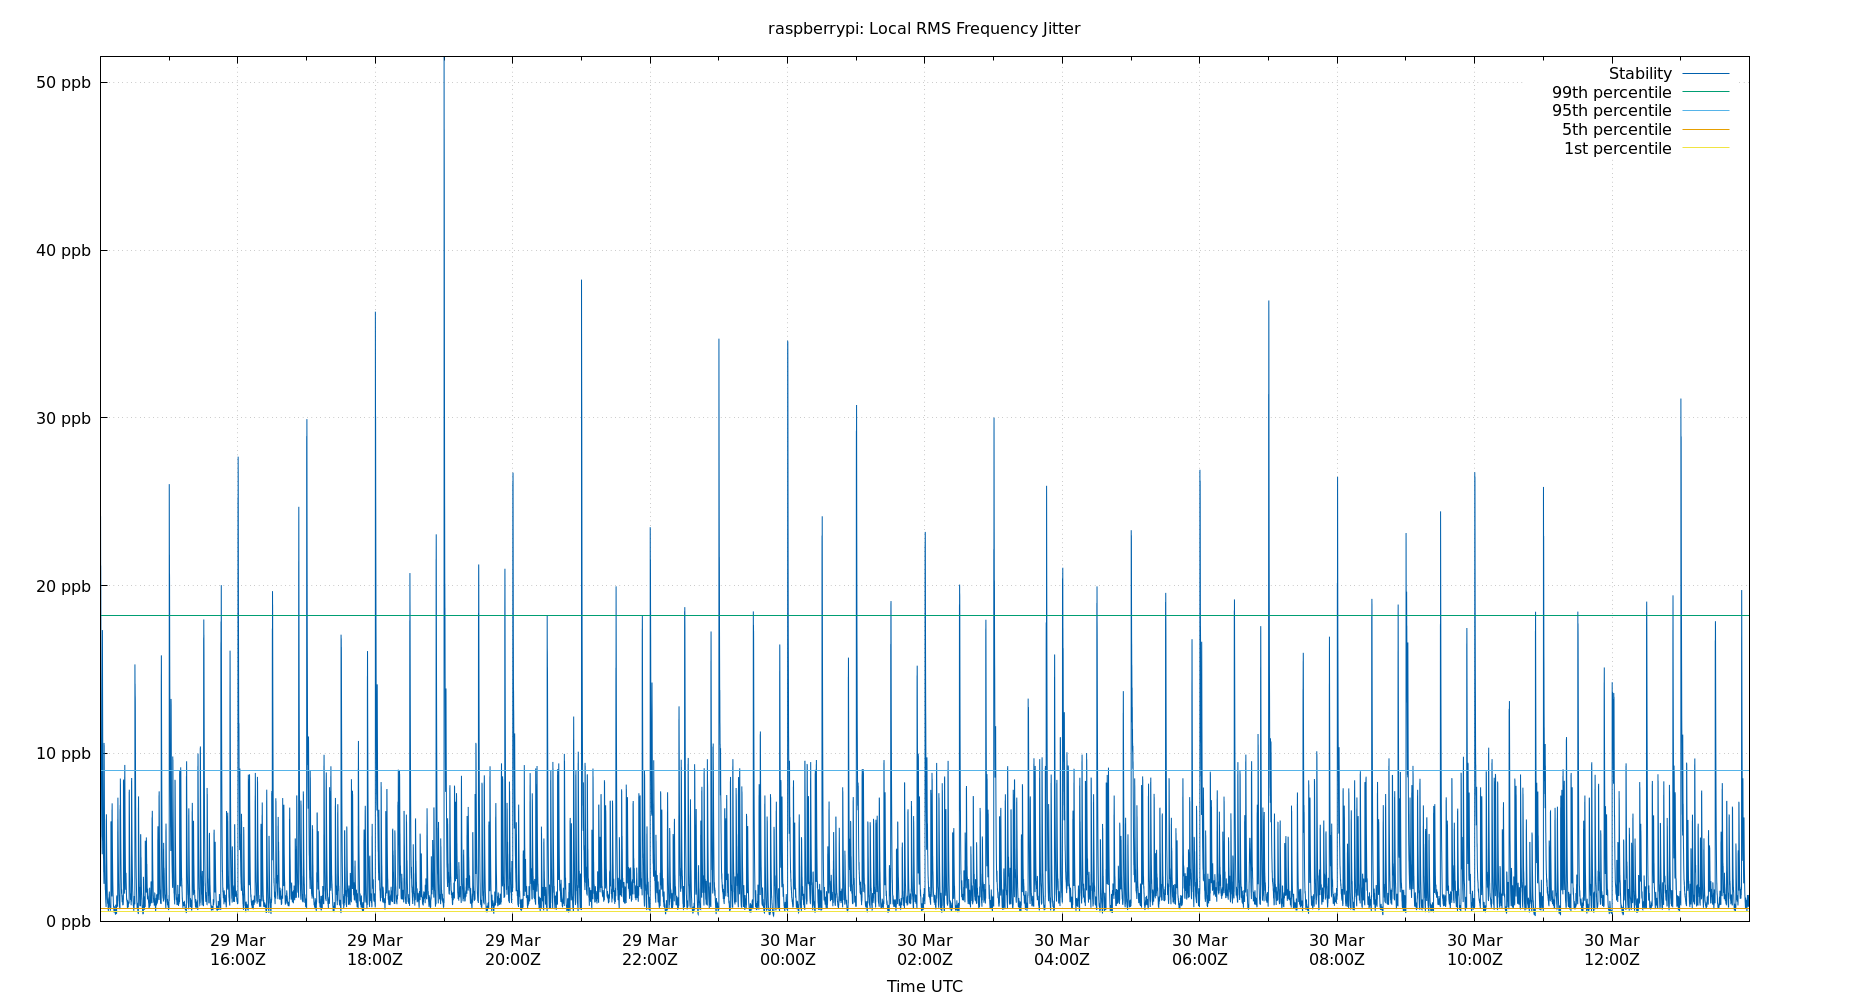 raspberrypi: Local RMS Frequency Jitter
Stability
99th percentile
95th percentile
5th percentile
1st percentile
50 ppb
40 ppb
30 ppb
20 ppb
10 ppb
0 ppb
29 Mar 29 Mar 29 Mar 29 Mar 30 Mar 30 Mar 30 Mar 30 Mar 30 Mar 30 Mar 30 Mar
16:00Z 18:00Z 20:00Z 22:00Z 00:00Z 02:00Z 04:00Z 06:00Z 08:00Z 10:00Z 12:00Z
Time UTC